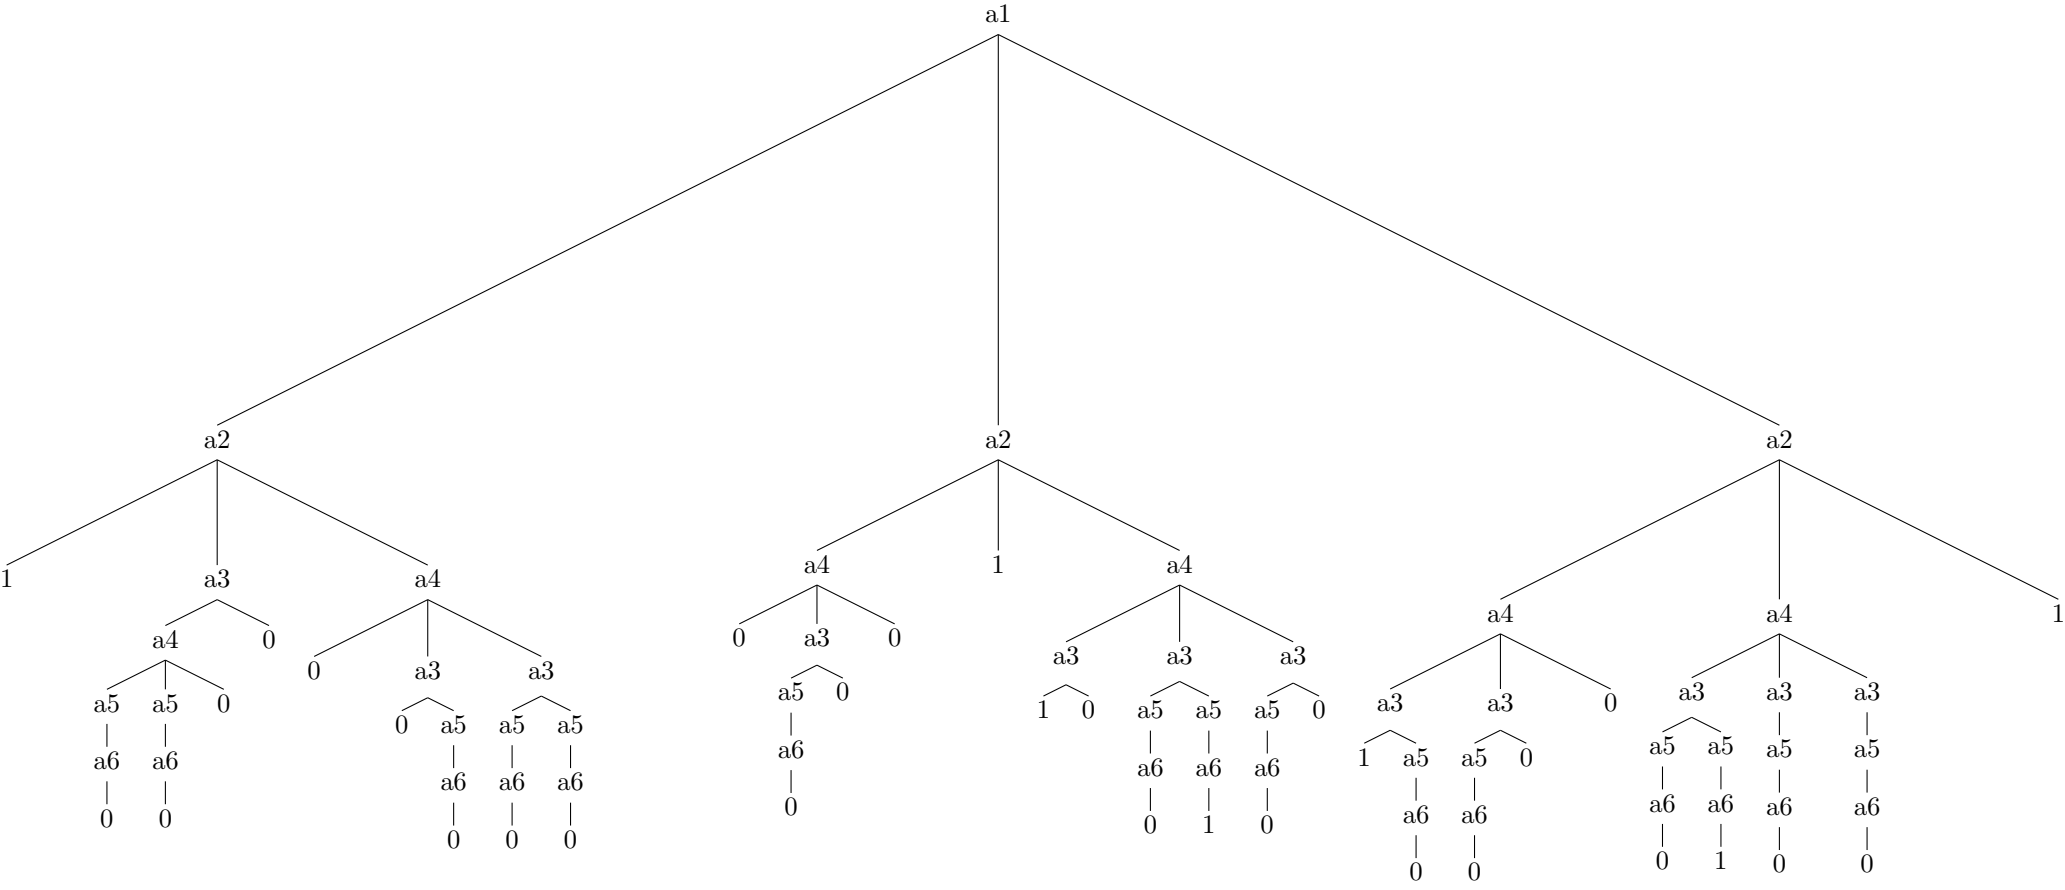 a1
a2 a2 a2
1 a3 a4 a4 1 a4 a4 a4 1
a4 0 0 a3 a3 0 a3 0 a3 a3 a3 a3 a3 0 a3 a3 a3
a5 a5 0 0 a5 a5 a5 a5 0 1 0 a5 a5 a5 0 1 a5 a5 0 a5 a5 a5 a5
a6 a6 a6 a6 a6 a6 a6 a6 a6 a6 a6 a6 a6 a6 a6
0 0 0 0 0 0 0 1 0 0 0 0 1 0 0